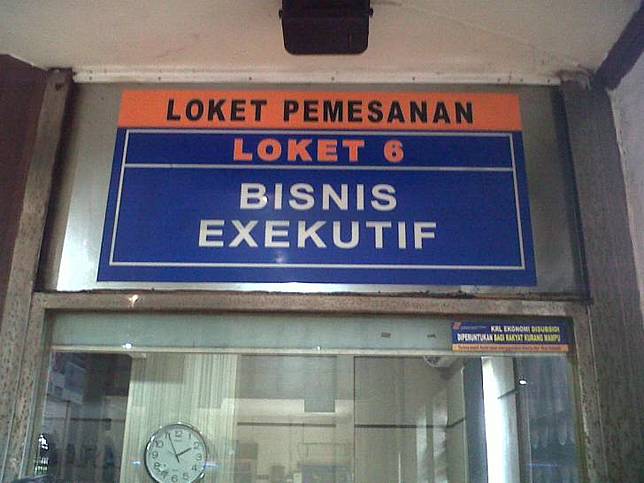 LOKET PEMESANAN
LOKET 6
BISNIS
EXEKUTIF
KRL EKONOMI DISUBSIDI
DIPERUNTUKAN BAGI RAKYAT KURANG MAMPU